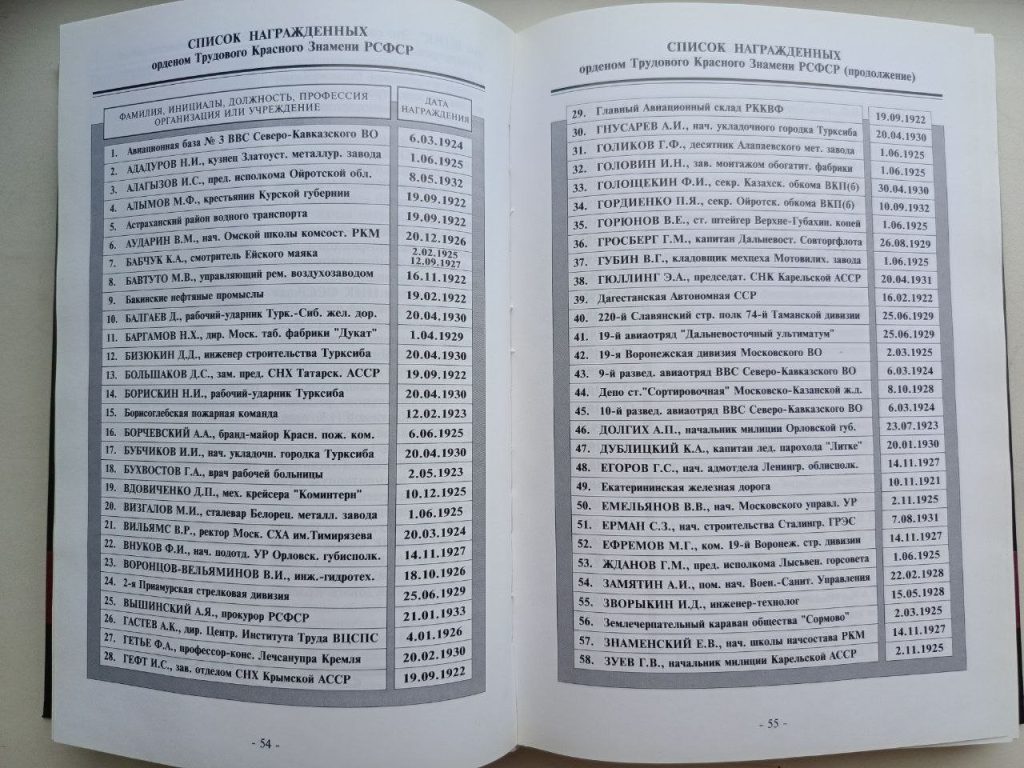 СПИСОК НАГРАЖДЕННЫХ
орденом Трудового Красного Знамени РСФСР
ФАМИЛИЯ, ИНИЦИАЛЫ, ДОЛЖНОСТЬ, ПРОФЕССИЯ
ОРГАНИЗАЦИЯ ИЛИ УЧРЕЖДЕНИЕ
ДАТА
НАГРАЖДЕНИЯ
1. Авиационная база № 3 ВВС Северо-Кавказского ВО 6.03.1924
2. АДАДУРОВ Н.И., кузнец Златоуст. металлур. завода 1.06.1925
3. АЛАГЫЗОВ И.С., пред. исполкома Ойротской обл. 8.05.1932
4. АЛЫМОВ М.Ф., крестьянин Курской губернии 19.09.1922
5. Астраханский район водного транспорта 19.09.1922
6. АУДАРИН В.М., нач. Омской школы комсост. РКМ 20.12.1926
7. БАБЧУК К.А., смотритель Ейского маяка 2.02.1925
12.09.1927
8. БАВТУТО М.В., управляющий рем. воздухозаводом 16.11.1922
9. Бакинские нефтяные промыслы 19.02.1922
10. БАЛГАЕВ Д., рабочий-ударник Турк.-Сиб. жел. дор. 20.04.1930
11. БАРГАМОВ Н.Х., дир. Моск. таб. фабрики "Дукат" 1.04.1929
12. БИЗЮКИН Д.Д., инженер строительства Турксиба 20.04.1930
13. БОЛЬШАКОВ Д.С., зам. пред. СНХ Татарск. АССР 19.09.1922
14. БОРИСКИН Н.И., рабочий-ударник Турксиба 20.04.1930
15. Борисоглебская пожарная команда 12.02.1923
16. БОРЧЕВСКИЙ А.А., бранд-майор Красн. пож. ком. 6.06.1925
17. БУБЧИКОВ И.И., нач. укладочн. городка Турксиба 20.04.1930
18. БУХВОСТОВ Г.А., врач рабочей больницы 2.05.1923
19. ВДОВИЧЕНКО Д.П., мех. крейсера "Коминтерн" 10.12.1925
20. ВИЗГАЛОВ М.И., сталевар Белорец. металл. завода 1.06.1925
21. ВИЛЬЯМС В.Р., ректор Моск. СХА им.Тимирязева 20.03.1924
22. ВНУКОВ Ф.И., нач. подотд. УР Орловск. губисполк. 14.11.1927
23. ВОРОНЦОВ-ВЕЛЬЯМИНОВ В.И., инж.-гидротех. 18.10.1926
24. 2-я Приамурская стрелковая дивизия 25.06.1929
25. ВЫШИНСКИЙ А.Я., прокурор РСФСР 21.01.1933
26. ГАСТЕВ А.К., дир. Центр. Института Труда ВЦСПС 4.01.1926
27. ГЕТЬЕ Ф.А., профессор-конс. Лечсанупра Кремля 20.02.1930
28. ГЕФТ И.С., зав. отделом СНХ Крымской АССР 19.09.1922
- 54 -
СПИСОК НАГРАЖДЕННЫХ
орденом Трудового Красного Знамени РСФСР (продолжение)
29. Главный Авиационный склад РККВФ 19.09.1922
30. ГНУСАРЕВ А.И., нач. укладочного городка Турксиба 20.04.1930
31. ГОЛИКОВ Г.Ф., десятник Алапаевского мет. завода 1.06.1925
32. ГОЛОВИН И.Н., зав. монтажом обогатит. фабрики 1.06.1925
33. ГОЛОЩЕКИН Ф.И., секр. Казахск. обкома ВКП(б) 30.04.1930
34. ГОРДИЕНКО П.Я., секр. Ойротск. обкома ВКП(б) 10.09.1932
35. ГОРЮНОВ В.Е., ст. штейгер Верхне-Губахин. копей 1.06.1925
36. ГРОСБЕРГ Г.М., капитан Дальневост. Совторгфлота 26.08.1929
37. ГУБИН В.Г., кладовщик мехпеха Мотовилих. завода 1.06.1925
38. ГЮЛЛИНГ Э.А., председат. СНК Карельской АССР 20.04.1931
39. Дагестанская Автономная ССР 16.02.1922
40. 220-й Славянский стр. полк 74-й Таманской дивизии 25.06.1929
41. 19-й авиаотряд "Дальневосточный ультиматум" 25.06.1929
42. 19-я Воронежская дивизия Московского ВО 2.03.1925
43. 9-й развед. авиаотряд ВВС Северо-Кавказского ВО 6.03.1924
44. Депо ст."Сортировочная" Московско-Казанской ж.д. 8.10.1928
45. 10-й развед. авиаотряд ВВС Северо-Кавказского ВО 6.03.1924
46. ДОЛГИХ А.П., начальник милиции Орловской губ. 23.07.1923
47. ДУБЛИЦКИЙ К.А., капитан лед. парохода "Литке" 20.01.1930
48. ЕГОРОВ Г.С., нач. адмотдела Ленингр. облисполк. 14.11.1927
49. Екатерининская железная дорога 10.11.1921
50. ЕМЕЛЬЯНОВ В.В., нач. Московского управл. УР 2.11.1925
51. ЕРМАН С.З., нач. строительства Сталингр. ГРЭС 7.08.1931
52. ЕФРЕМОВ М.Г., ком. 19-й Воронеж. стр. дивизии 14.11.1927
53. ЖДАНОВ Г.М., пред. исполкома Лысьвен. горсовета 1.06.1925
54. ЗАМЯТИН А.И., пом. нач. Воен.-Санит. Управления 22.02.1928
55. ЗВОРЫКИН И.Д., инженер-технолог 15.05.1928
56. Землечерпательный караван общества "Сормово" 2.03.1925
57. ЗНАМЕНСКИЙ Е.В., нач. школы начсостава РКМ 14.11.1927
58. ЗУЕВ Г.В., начальник милиции Карельской АССР 2.11.1925
- 55 -